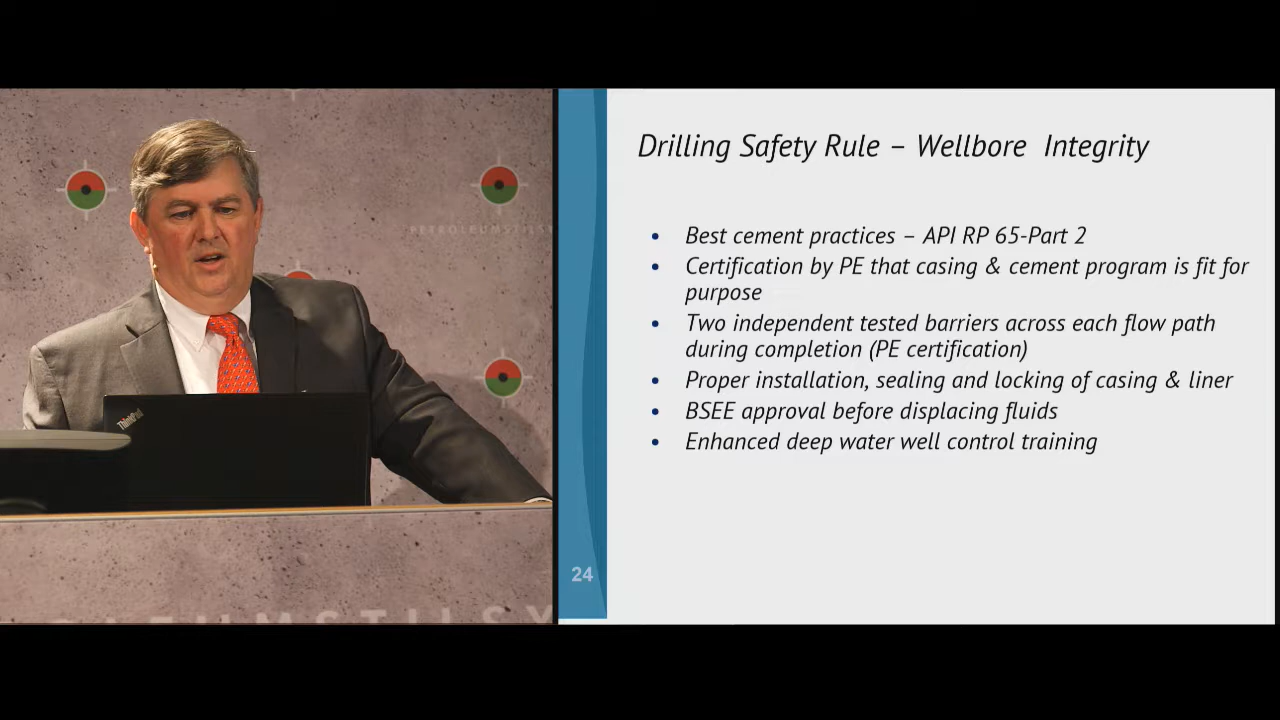 Drilling Safety Rule – Wellbore Integrity
• Best cement practices – API RP 65-Part 2
• Certification by PE that casing & cement program is fit for
purpose
• Two independent tested barriers across each flow path
during completion (PE certification)
• Proper installation, sealing and locking of casing & liner
• BSEE approval before displacing fluids
• Enhanced deep water well control training
24
PETROLEUMSTILSY
ThinkPad
LEUMSTILSY